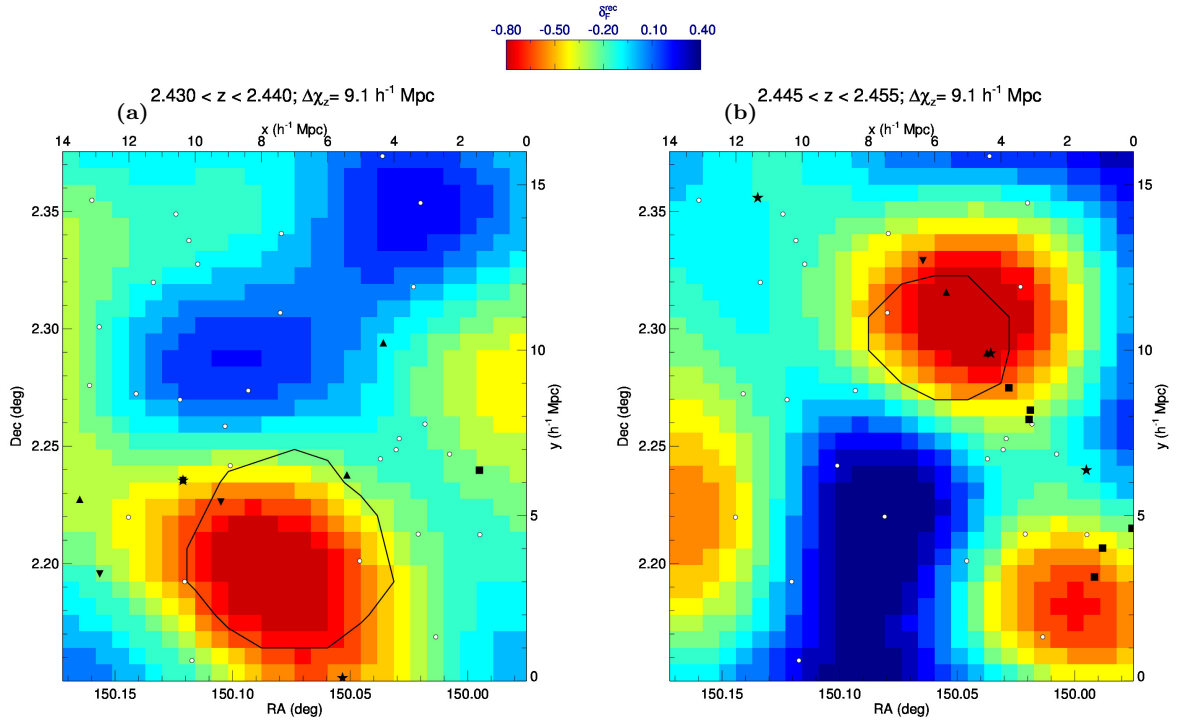 δ_F^rec
-0.80 -0.50 -0.20 0.10 0.40
(a) 2.430 < z < 2.440; Δχ_z= 9.1 h⁻¹ Mpc
x (h⁻¹ Mpc)
14 12 10 8 6 4 2 0
Dec (deg)
2.35
2.30
2.25
2.20
15
10
5
0
y (h⁻¹ Mpc)
150.15 150.10 150.05 150.00
RA (deg)
(b) 2.445 < z < 2.455; Δχ_z= 9.1 h⁻¹ Mpc
x (h⁻¹ Mpc)
14 12 10 8 6 4 2 0
Dec (deg)
2.35
2.30
2.25
2.20
15
10
5
0
y (h⁻¹ Mpc)
150.15 150.10 150.05 150.00
RA (deg)